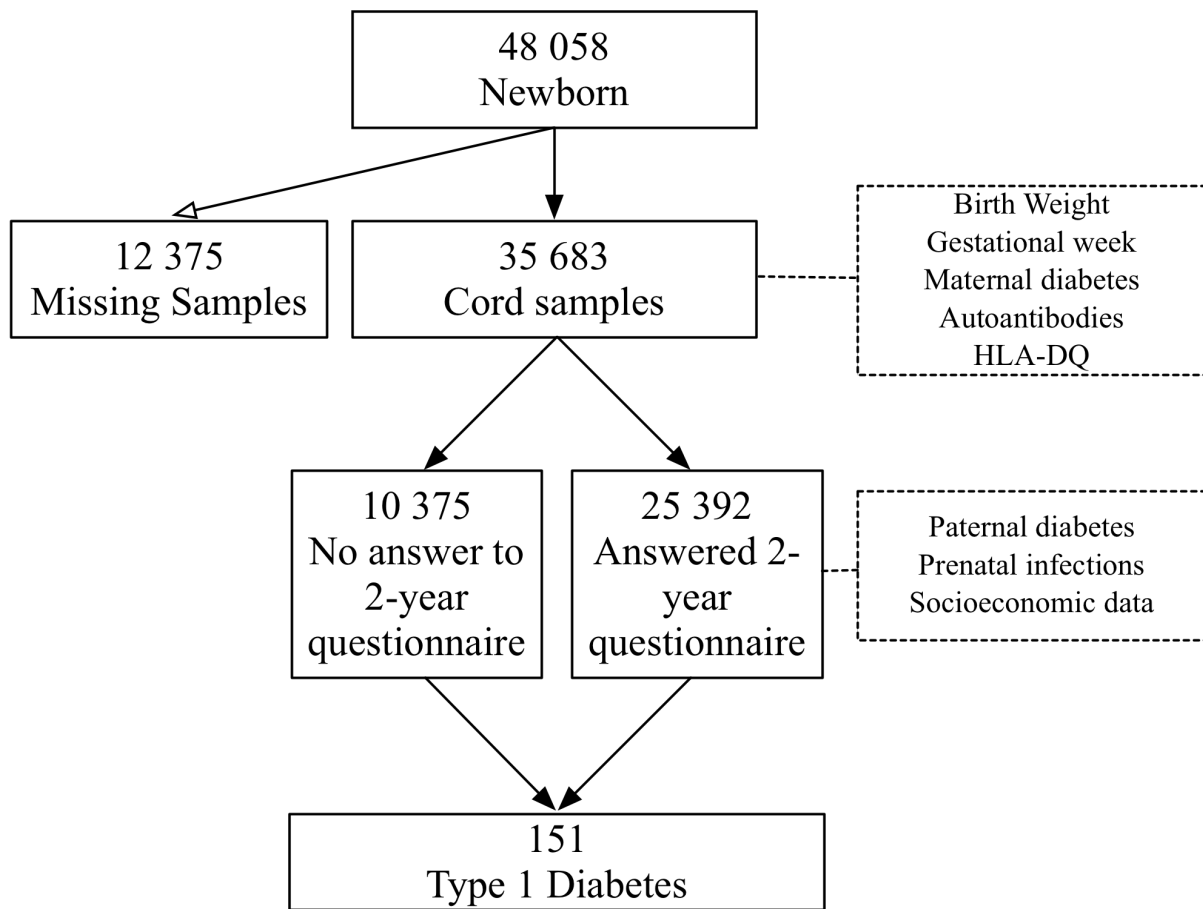 48 058
Newborn
12 375
Missing Samples
35 683
Cord samples
Birth Weight
Gestational week
Maternal diabetes
Autoantibodies
HLA-DQ
10 375
No answer to
2-year
questionnaire
25 392
Answered 2-
year
questionnaire
Paternal diabetes
Prenatal infections
Socioeconomic data
151
Type 1 Diabetes